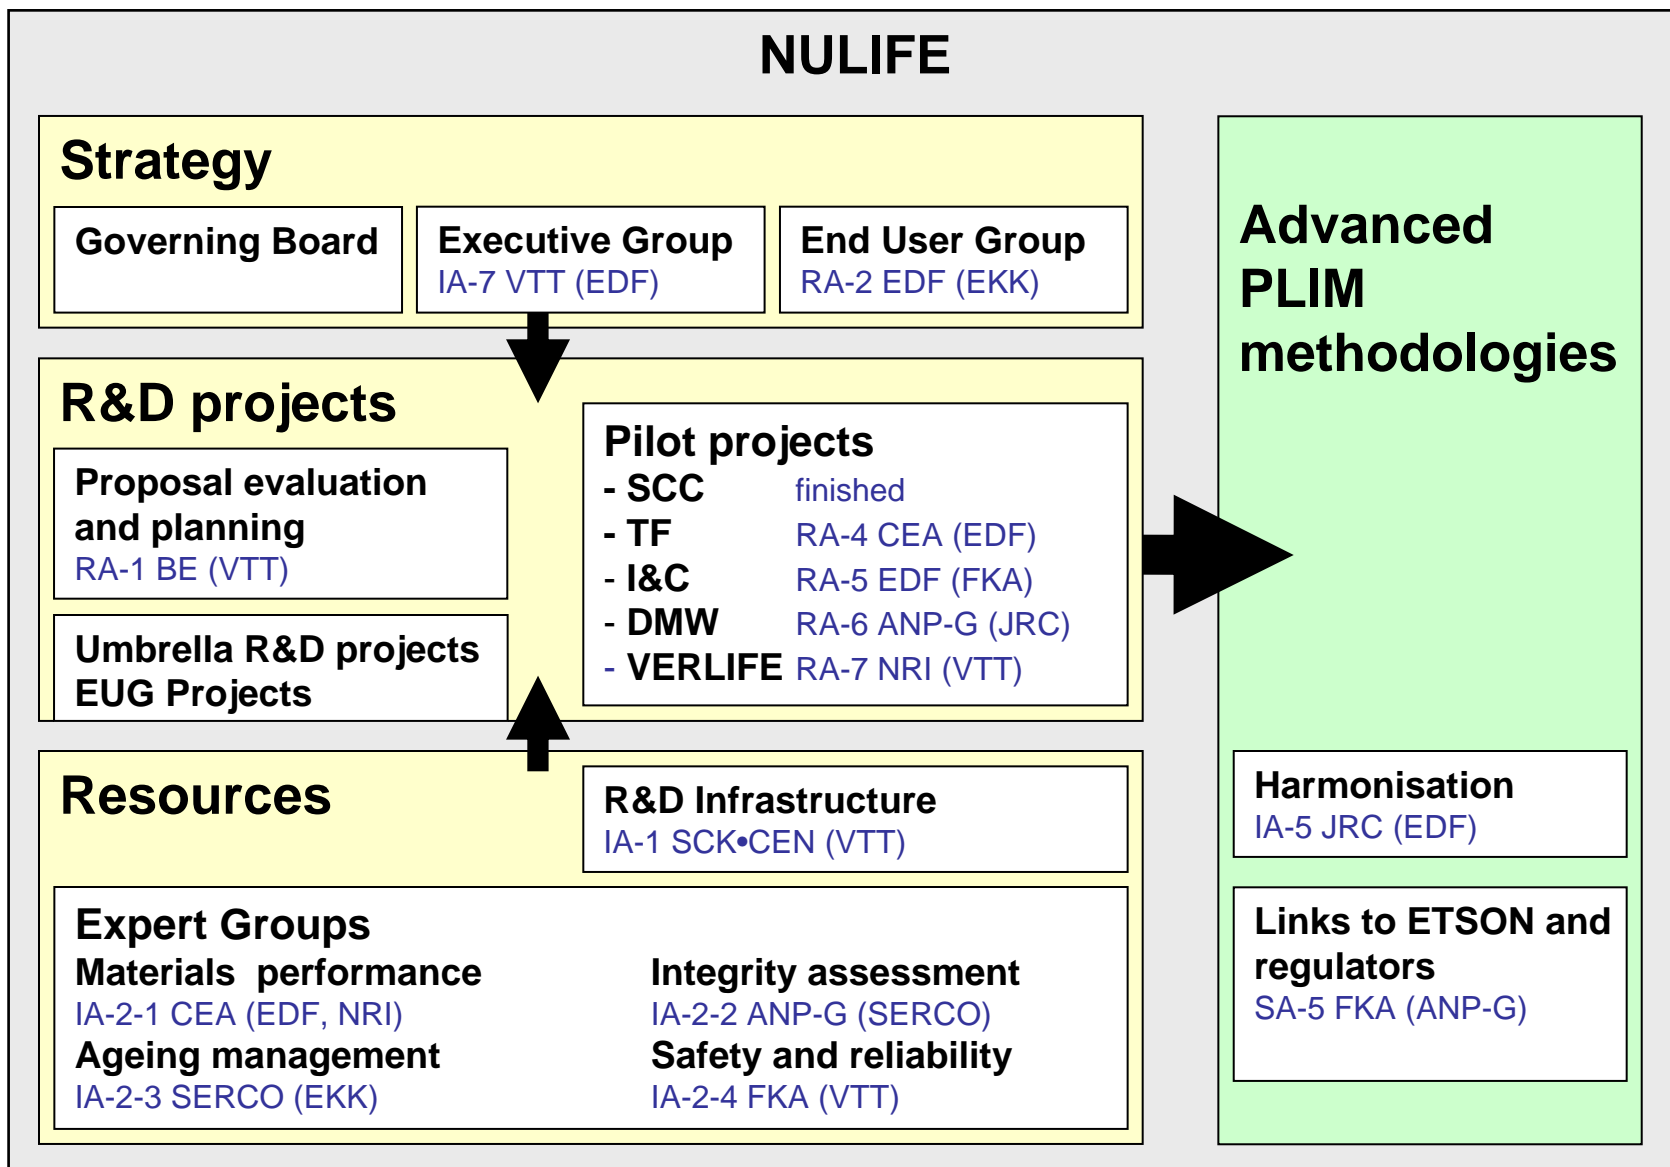 NULIFE
Strategy
Governing Board
Executive Group
IA-7 VTT (EDF)
End User Group
RA-2 EDF (EKK)
R&D projects
Proposal evaluation
and planning
RA-1 BE (VTT)
Umbrella R&D projects
EUG Projects
Pilot projects
- SCC finished
- TF RA-4 CEA (EDF)
- I&C RA-5 EDF (FKA)
- DMW RA-6 ANP-G (JRC)
- VERLIFE RA-7 NRI (VTT)
Resources
R&D Infrastructure
IA-1 SCK•CEN (VTT)
Expert Groups
Materials performance
IA-2-1 CEA (EDF, NRI)
Ageing management
IA-2-3 SERCO (EKK)
Integrity assessment
IA-2-2 ANP-G (SERCO)
Safety and reliability
IA-2-4 FKA (VTT)
Advanced
PLIM
methodologies
Harmonisation
IA-5 JRC (EDF)
Links to ETSON and
regulators
SA-5 FKA (ANP-G)